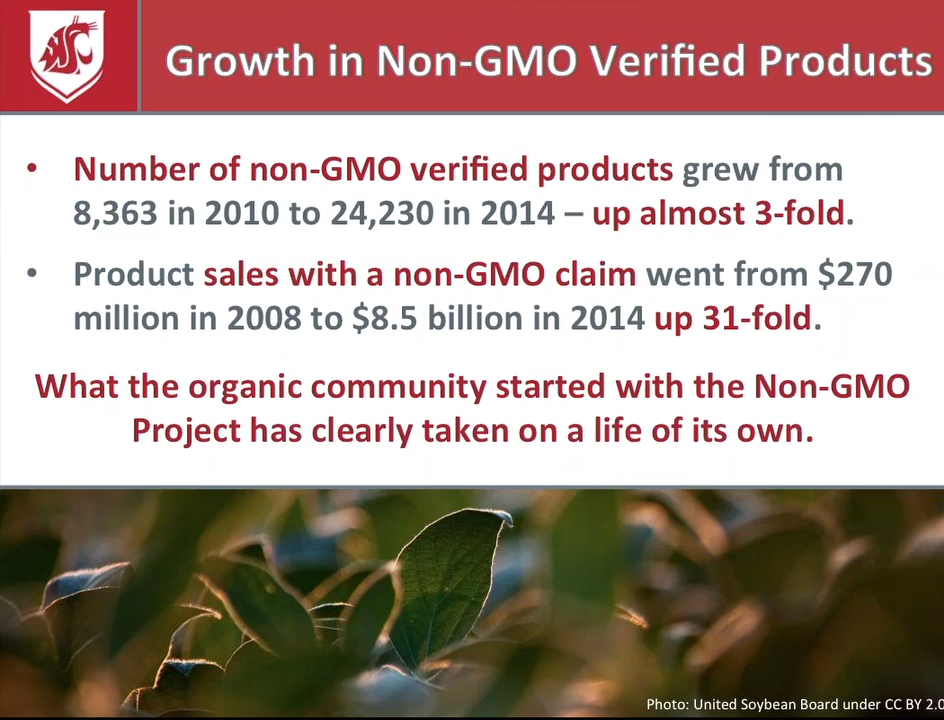 Growth in Non-GMO Verified Products
• Number of non-GMO verified products grew from
8,363 in 2010 to 24,230 in 2014 – up almost 3-fold.
• Product sales with a non-GMO claim went from $270
million in 2008 to $8.5 billion in 2014 up 31-fold.
What the organic community started with the Non-GMO
Project has clearly taken on a life of its own.
Photo: United Soybean Board under CC BY 2.0